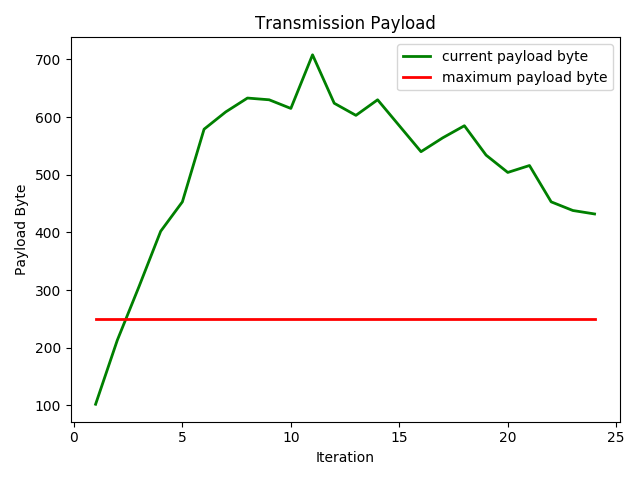 Transmission Payload
current payload byte
maximum payload byte
Payload Byte
700
600
500
400
300
200
100
0 5 10 15 20 25
Iteration